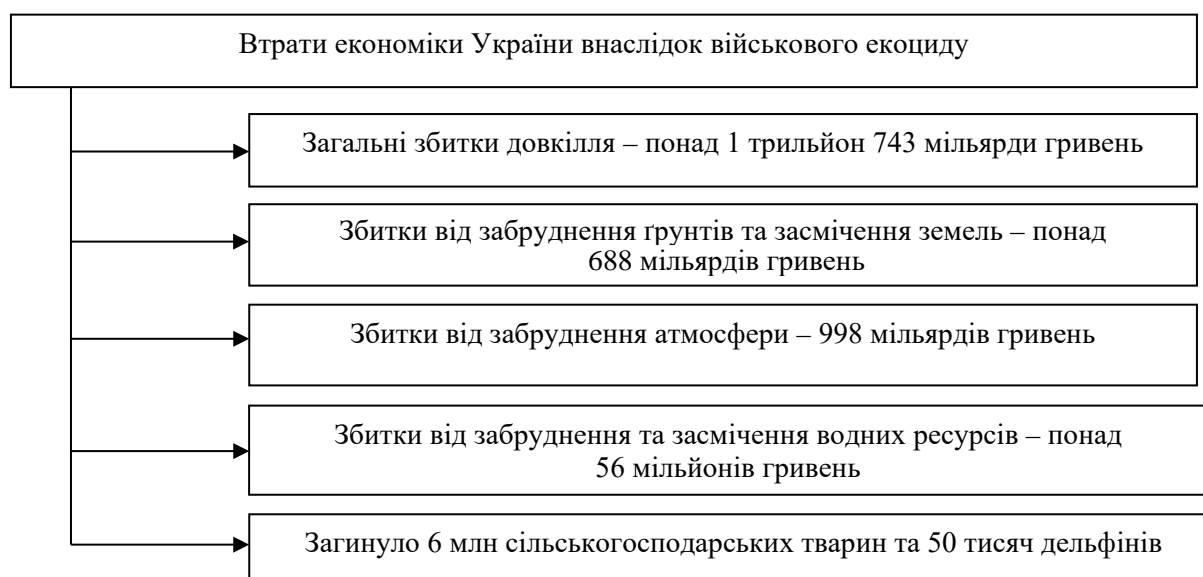 Втрати економіки України внаслідок військового екоциду
Загальні збитки довкілля – понад 1 трильйон 743 мільярди гривень
Збитки від забруднення ґрунтів та засмічення земель – понад
688 мільярдів гривень
Збитки від забруднення атмосфери – 998 мільярдів гривень
Збитки від забруднення та засмічення водних ресурсів – понад
56 мільйонів гривень
Загинуло 6 млн сільськогосподарських тварин та 50 тисяч дельфінів